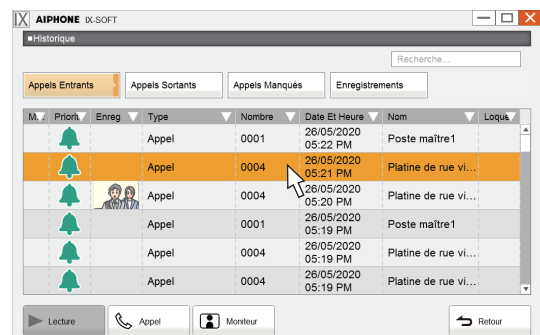 AIPHONE IX-SOFT
■Historique
Recherche...
Appels Entrants Appels Sortants Appels Manqués Enregistrements
M... Priorit Enreg Type Nombre Date Et Heure Nom Loque
Appel 0001 26/05/2020 05:22 PM Poste maître1
Appel 0004 26/05/2020 05:21 PM Platine de rue vi...
Appel 0004 26/05/2020 05:20 PM Platine de rue vi...
Appel 0001 26/05/2020 05:19 PM Poste maître1
Appel 0004 26/05/2020 05:19 PM Platine de rue vi...
Appel 0004 26/05/2020 05:19 PM Platine de rue vi...
Lecture Appel Moniteur Retour